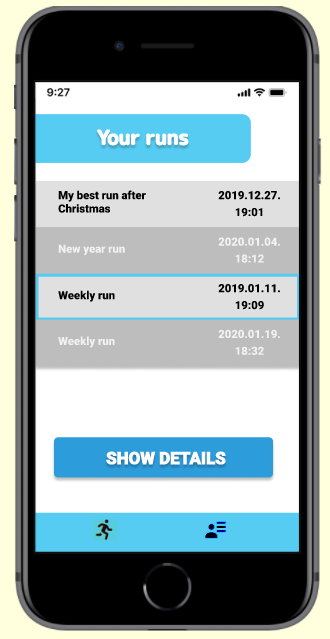 9:27
Your runs
My best run after
Christmas
2019.12.27.
19:01
New year run
2020.01.04.
18:12
Weekly run
2019.01.11.
19:09
Weekly run
2020.01.19.
18:32
SHOW DETAILS